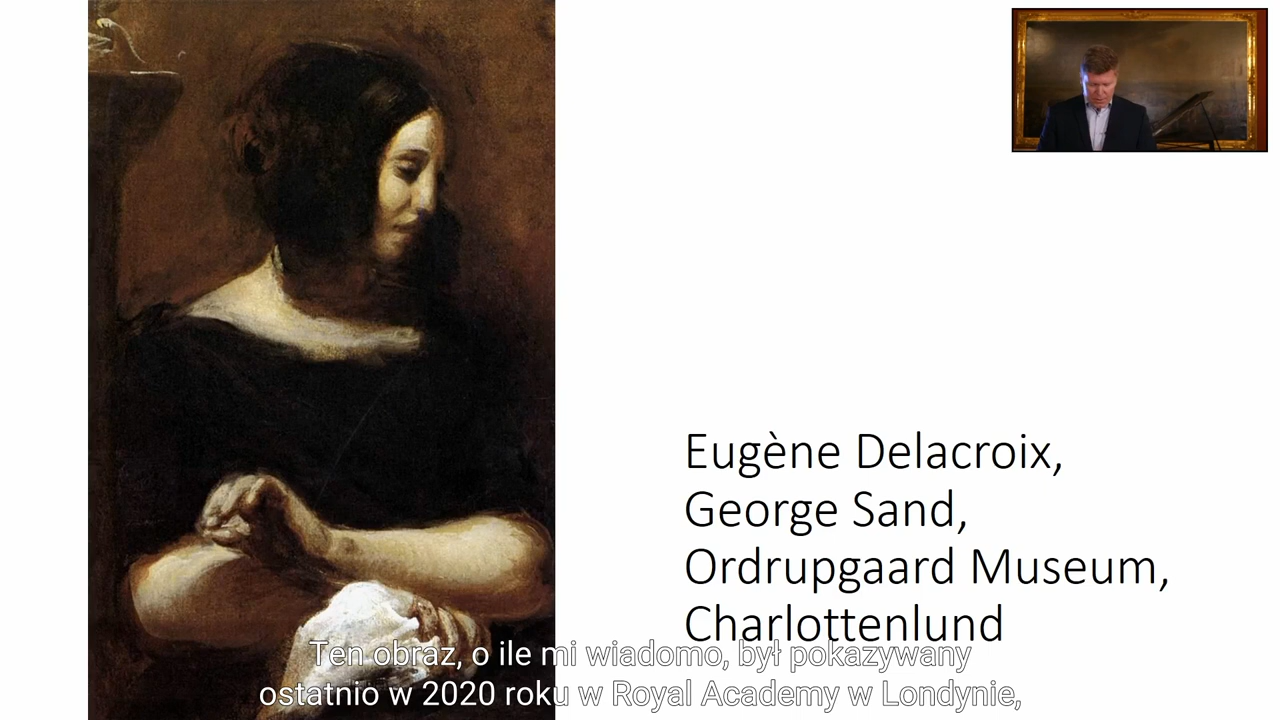 Eugène Delacroix,
George Sand,
Ordrupgaard Museum,
Charlottenlund
Ten obraz, o ile mi wiadomo, był pokazywany
ostatnio w 2020 roku w Royal Academy w Londynie,